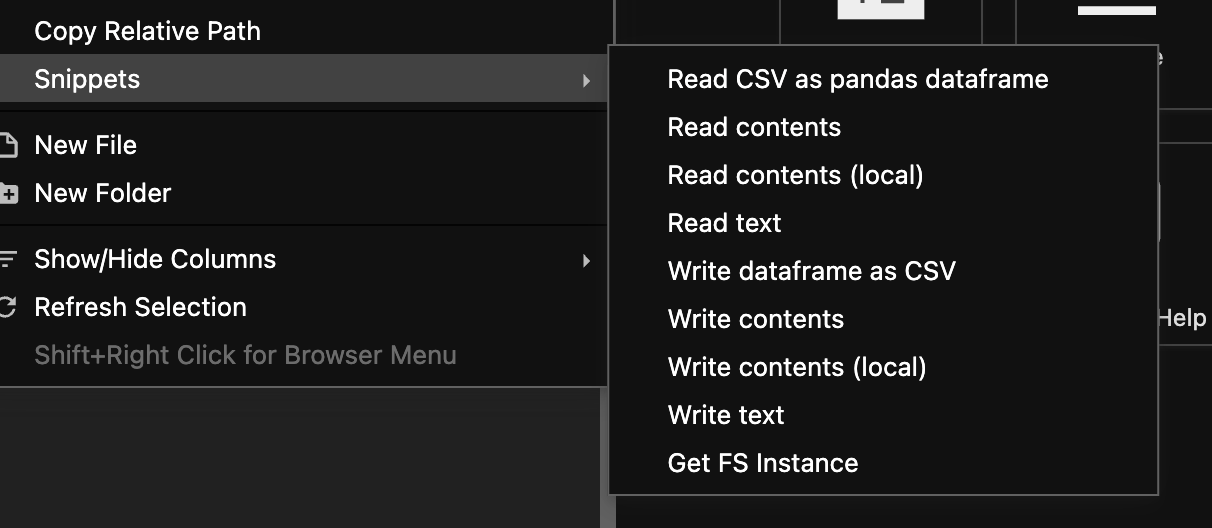 Copy Relative Path
Snippets
New File
New Folder
Show/Hide Columns
Refresh Selection
Shift+Right Click for Browser Menu
Read CSV as pandas dataframe
Read contents
Read contents (local)
Read text
Write dataframe as CSV
Write contents
Write contents (local)
Write text
Get FS Instance
Help